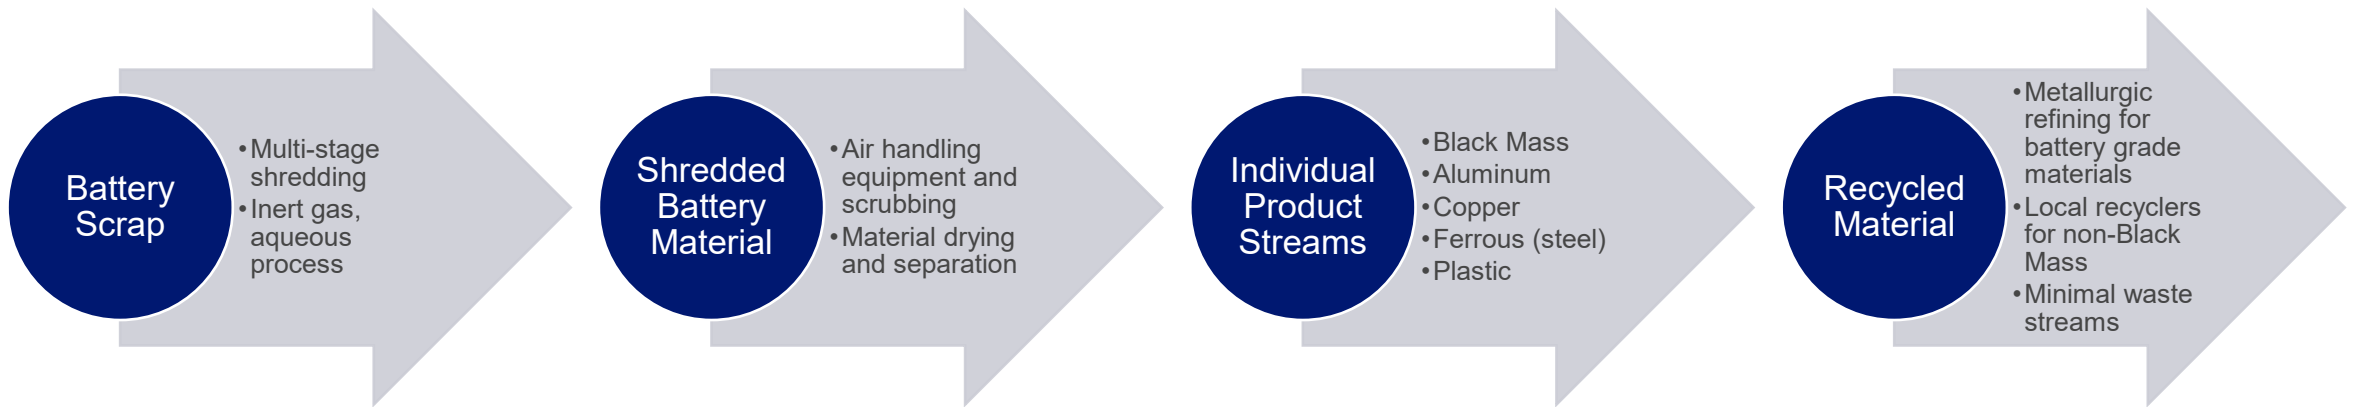 Battery
Scrap
•Multi-stage
shredding
•Inert gas,
aqueous
process
Shredded
Battery
Material
•Air handling
equipment and
scrubbing
•Material drying
and separation
Individual
Product
Streams
•Black Mass
•Aluminum
•Copper
•Ferrous (steel)
•Plastic
Recycled
Material
•Metallurgic
refining for
battery grade
materials
•Local recyclers
for non-Black
Mass
•Minimal waste
streams